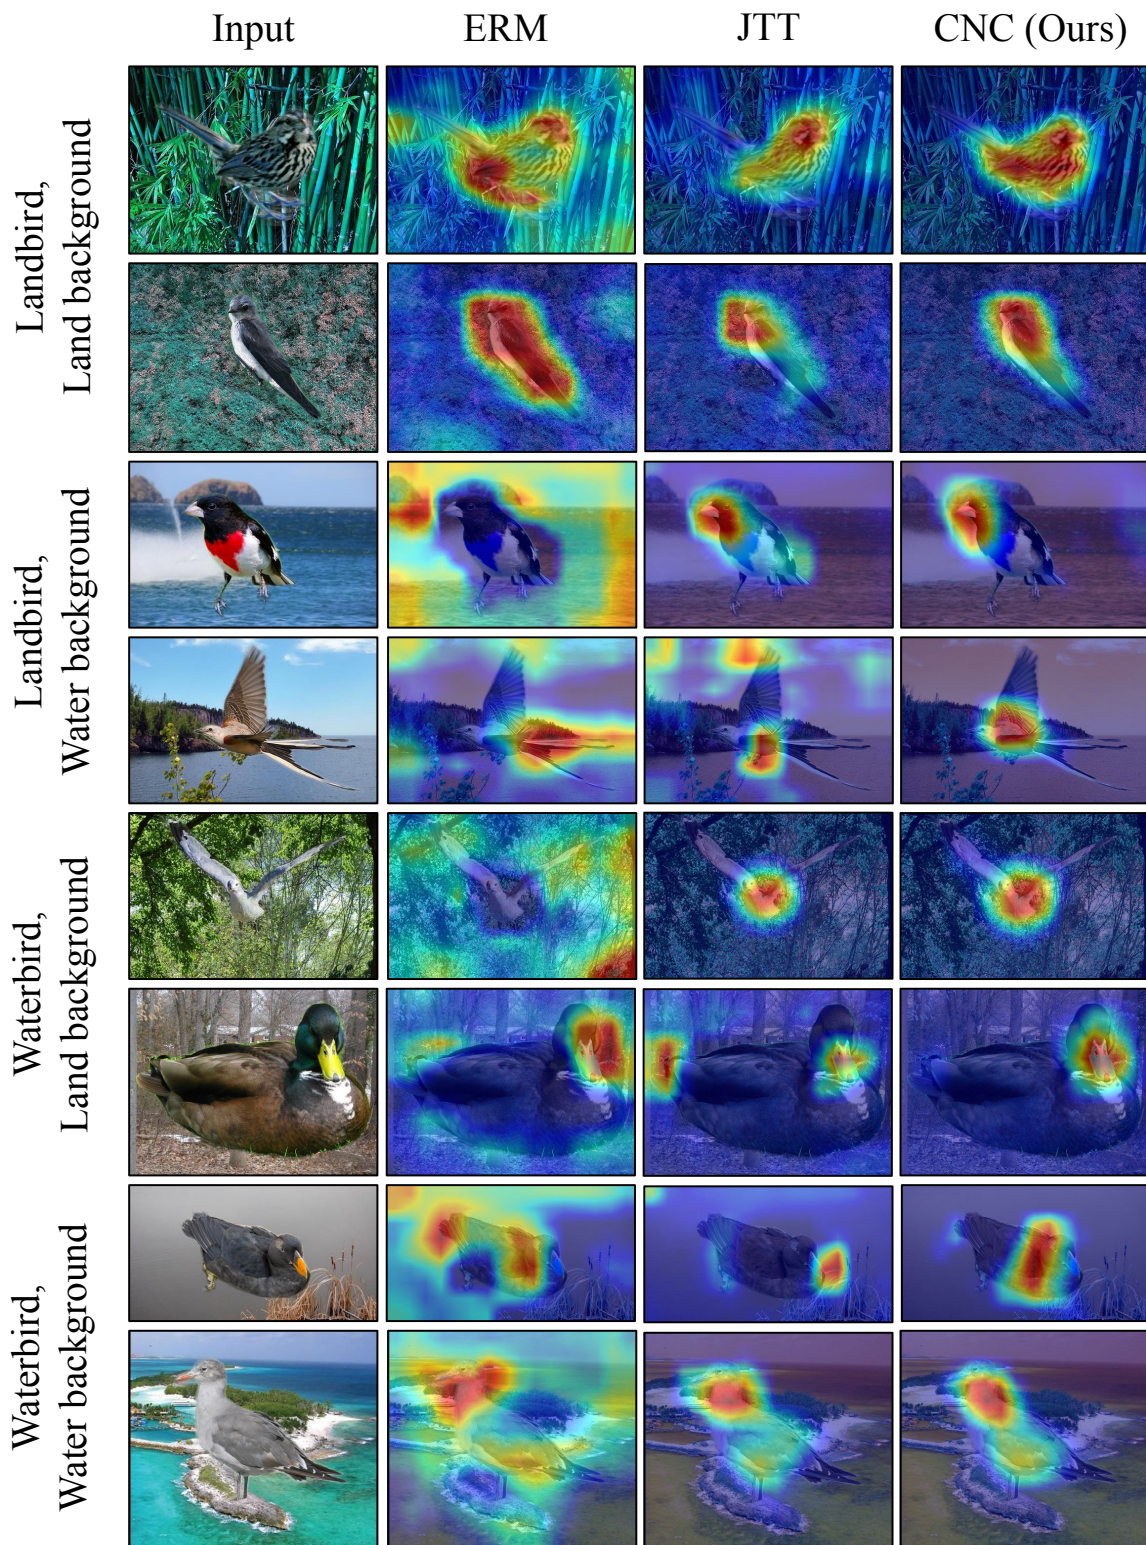 Input
ERM
JTT
CNC (Ours)
Landbird,
Land background
Landbird,
Water background
Waterbird,
Land background
Waterbird,
Water background